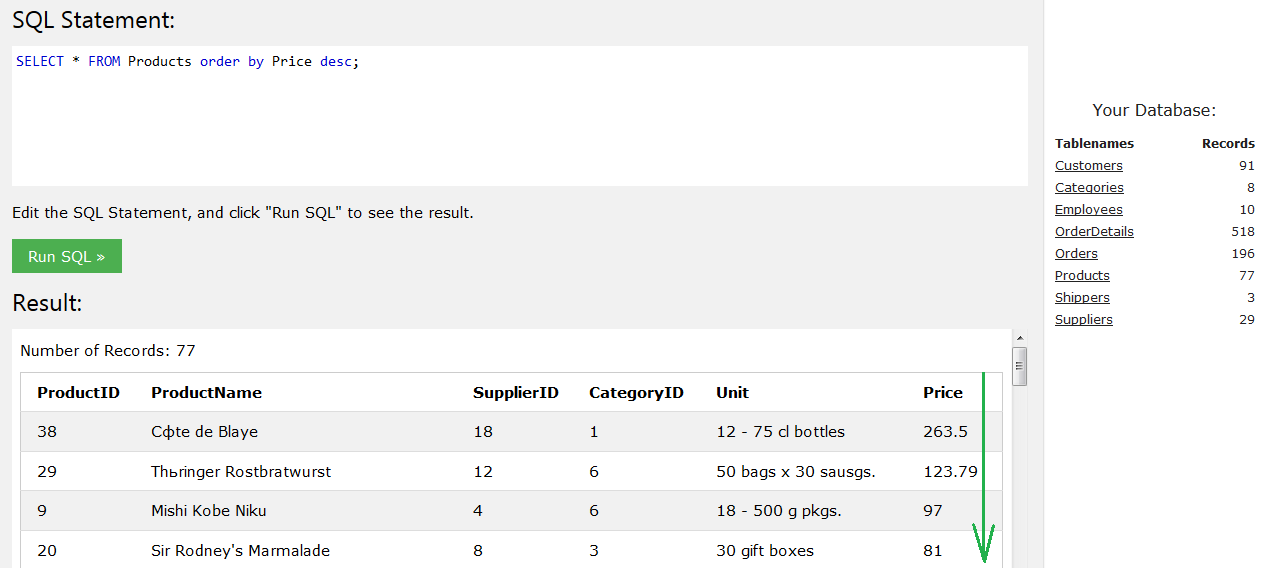 SQL Statement:
SELECT * FROM Products order by Price desc;
Edit the SQL Statement, and click "Run SQL" to see the result.
Run SQL »
Result:
Number of Records: 77
ProductID ProductName SupplierID CategoryID Unit Price
38 Cфte de Blaye 18 1 12 - 75 cl bottles 263.5
29 Thьringer Rostbratwurst 12 6 50 bags x 30 sausgs. 123.79
9 Mishi Kobe Niku 4 6 18 - 500 g pkgs. 97
20 Sir Rodney's Marmalade 8 3 30 gift boxes 81
Your Database:
Tablenames Records
Customers 91
Categories 8
Employees 10
OrderDetails 518
Orders 196
Products 77
Shippers 3
Suppliers 29